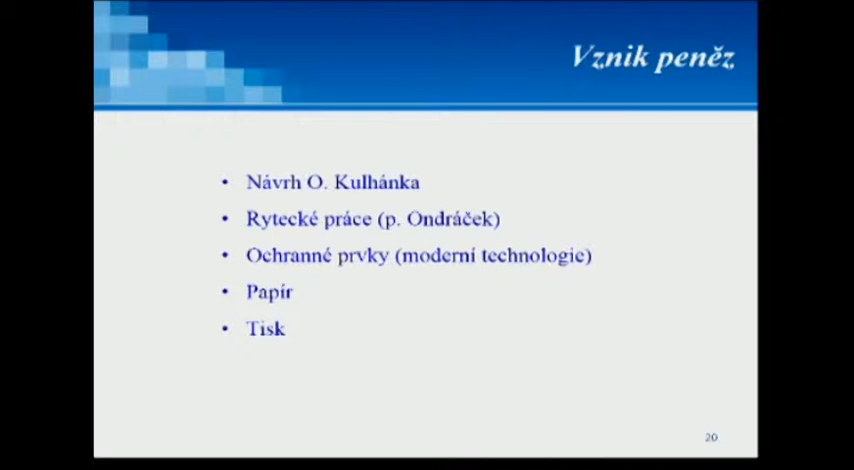 Vznik peněz
• Návrh O. Kulhánka
• Rytecké práce (p. Ondráček)
• Ochranné prvky (moderní technologie)
• Papír
• Tisk
20